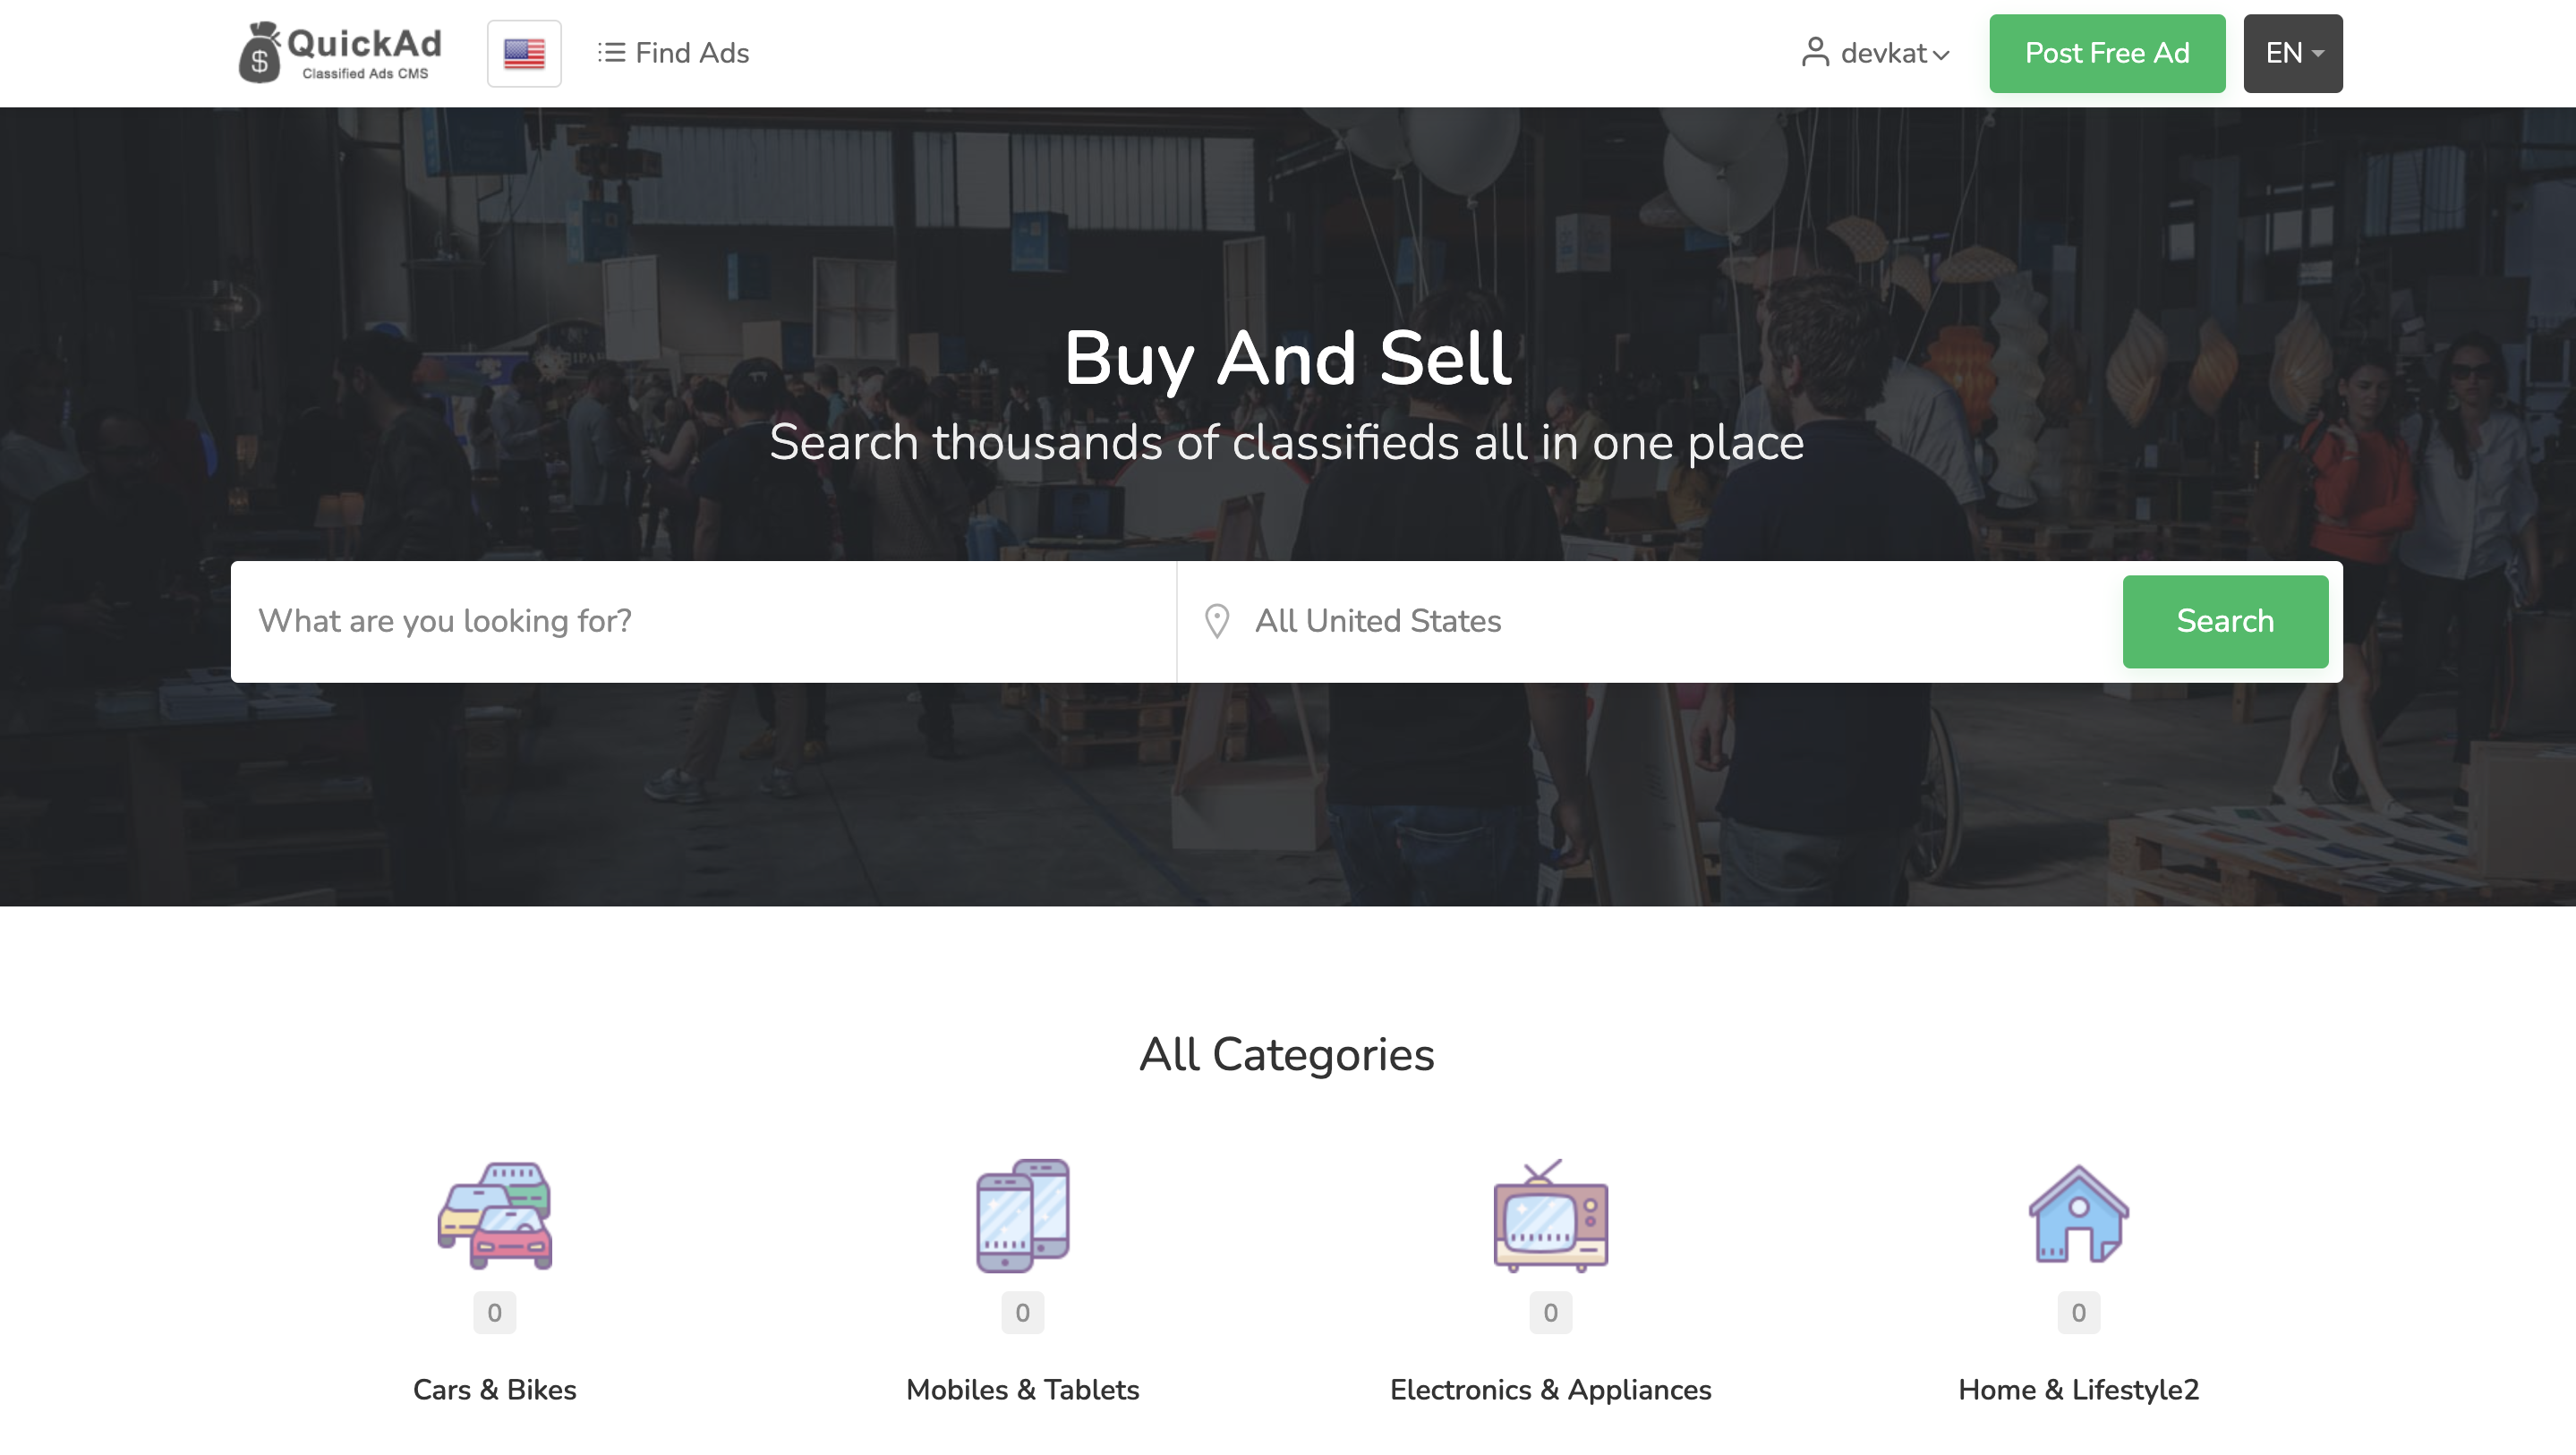 QuickAd
Classified Ads CMS
Find Ads
devkat
Post Free Ad
EN
Buy And Sell
Search thousands of classifieds all in one place
What are you looking for?
All United States
Search
All Categories
0
0
0
0
Cars & Bikes
Mobiles & Tablets
Electronics & Appliances
Home & Lifestyle2